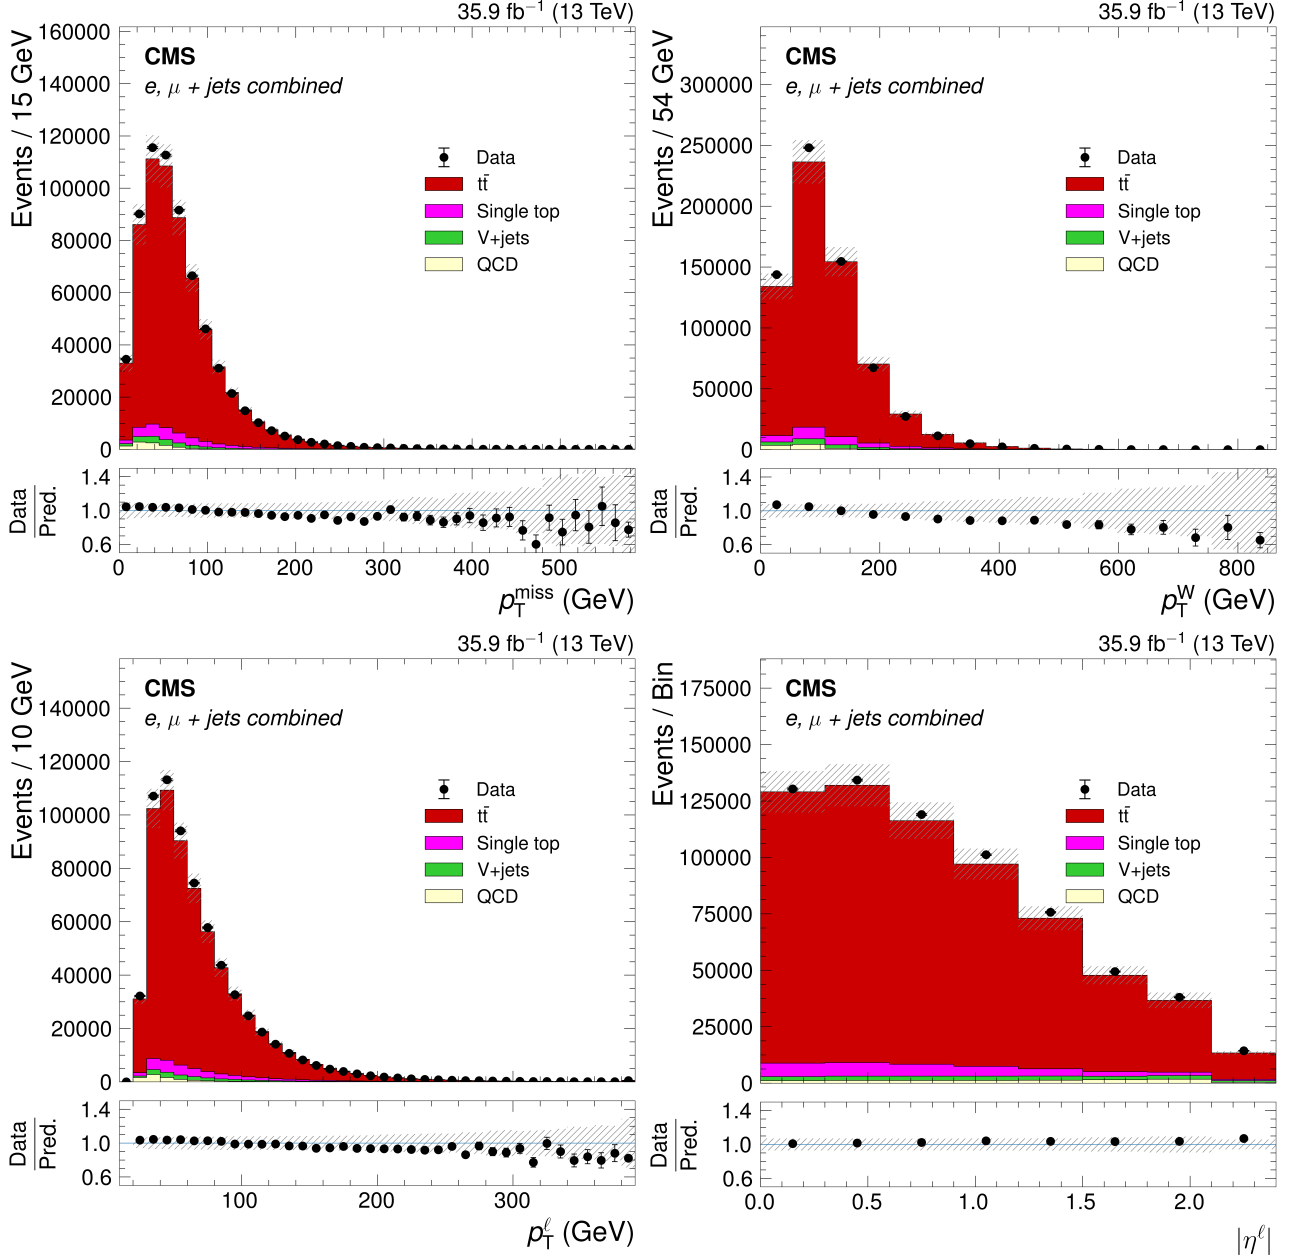 35.9 fb⁻¹ (13 TeV)
Events / 15 GeV
160000
140000
120000
100000
80000
60000
40000
20000
0
CMS
e, μ + jets combined
Data
tt̄
Single top
V+jets
QCD
Data
Pred.
1.4
1.0
0.6
0 100 200 300 400 500
p_T^miss (GeV)
35.9 fb⁻¹ (13 TeV)
Events / 54 GeV
300000
250000
200000
150000
100000
50000
0
CMS
e, μ + jets combined
Data
tt̄
Single top
V+jets
QCD
Data
Pred.
1.4
1.0
0.6
0 200 400 600 800
p_T^W (GeV)
35.9 fb⁻¹ (13 TeV)
Events / 10 GeV
140000
120000
100000
80000
60000
40000
20000
0
CMS
e, μ + jets combined
Data
tt̄
Single top
V+jets
QCD
Data
Pred.
1.4
1.0
0.6
100 200 300
p_T^ℓ (GeV)
35.9 fb⁻¹ (13 TeV)
Events / Bin
175000
150000
125000
100000
75000
50000
25000
0
CMS
e, μ + jets combined
Data
tt̄
Single top
V+jets
QCD
Data
Pred.
1.4
1.0
0.6
0.0 0.5 1.0 1.5 2.0
|η^ℓ|